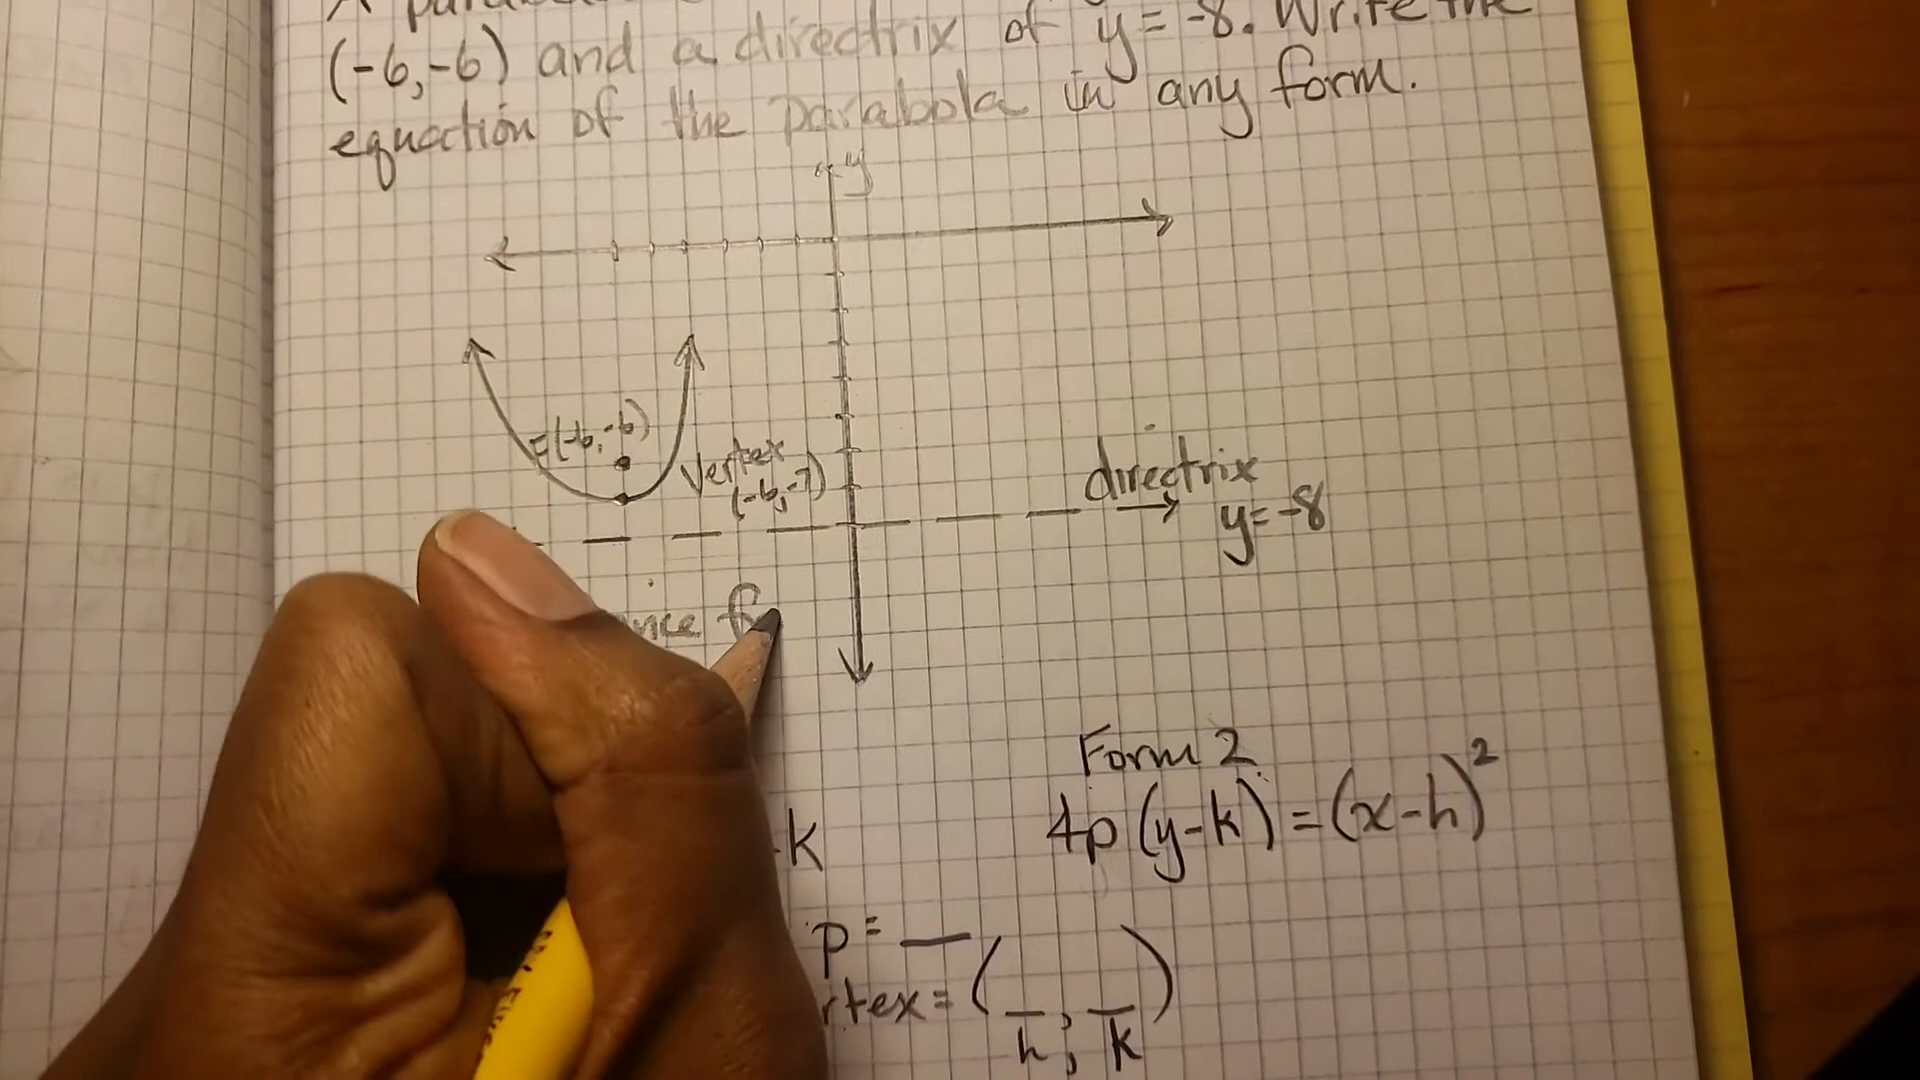 A
(-6,-6) and a directrix of y=-8. Write the
equation of the parabola in any form.
y
F(-6,-6)
Vertex
(-6,-7)
directrix
y=-8
Form 2
4p(y-k)=(x-h)²
K
p=
h, k